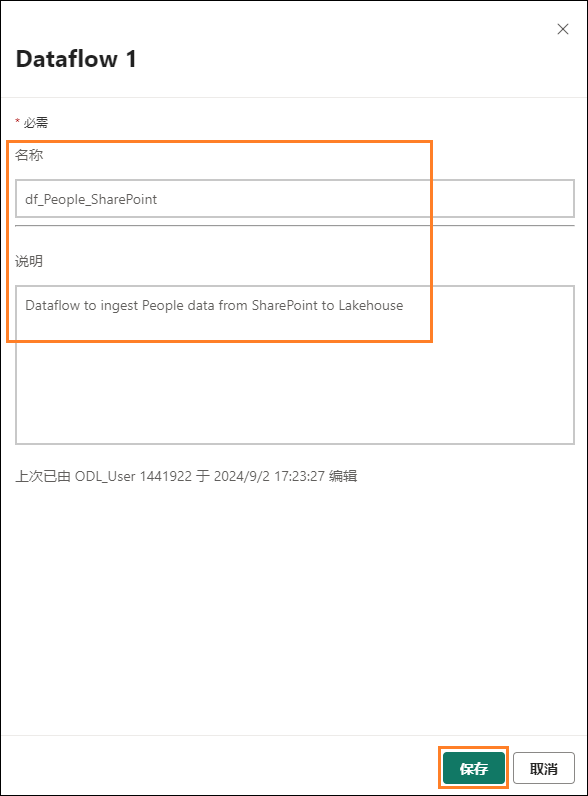 Dataflow 1
* 必需
名称
df_People_SharePoint
说明
Dataflow to ingest People data from SharePoint to Lakehouse
上次已由 ODL_User 1441922 于 2024/9/2 17:23:27 编辑
保存 取消